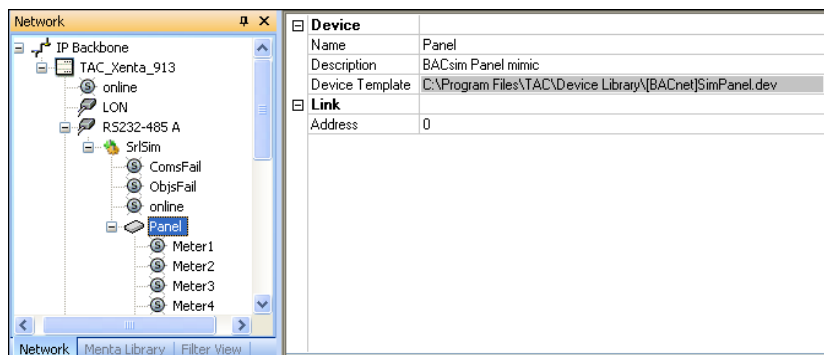 Network
IP Backbone
TAC_Xenta_913
online
LON
RS232-485 A
SrlSim
ComsFail
ObjsFail
online
Panel
Meter1
Meter2
Meter3
Meter4
Network Menta Library Filter View
Device
Name Panel
Description BACsim Panel mimic
Device Template C:\Program Files\TAC\Device Library\[BACnet]SimPanel.dev
Link
Address 0